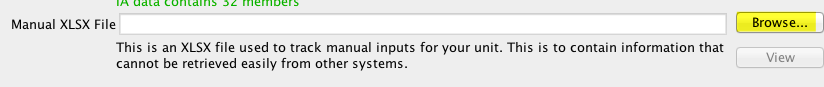 IA data contains 32 members
Manual XLSX File
Browse...
This is an XLSX file used to track manual inputs for your unit. This is to contain information that
cannot be retrieved easily from other systems.
View